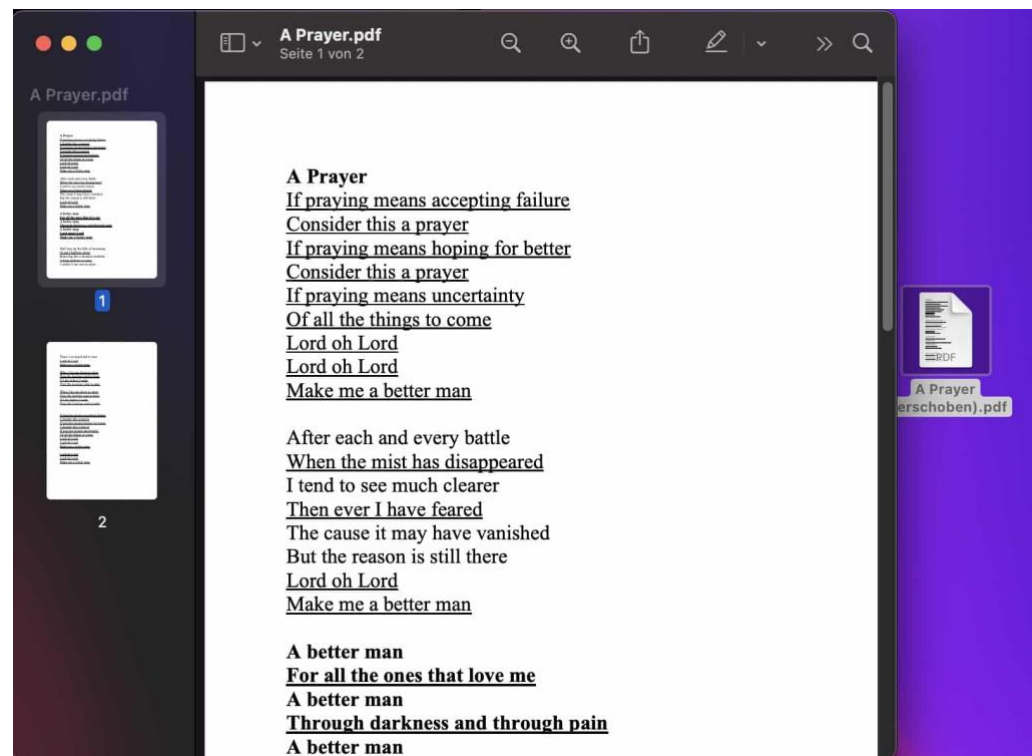 A Prayer.pdf
Seite 1 von 2
A Prayer.pdf
1
2
A Prayer
If praying means accepting failure
Consider this a prayer
If praying means hoping for better
Consider this a prayer
If praying means uncertainty
Of all the things to come
Lord oh Lord
Lord oh Lord
Make me a better man
After each and every battle
When the mist has disappeared
I tend to see much clearer
Then ever I have feared
The cause it may have vanished
But the reason is still there
Lord oh Lord
Make me a better man
A better man
For all the ones that love me
A better man
Through darkness and through pain
A better man
A Prayer
erschoben).pdf